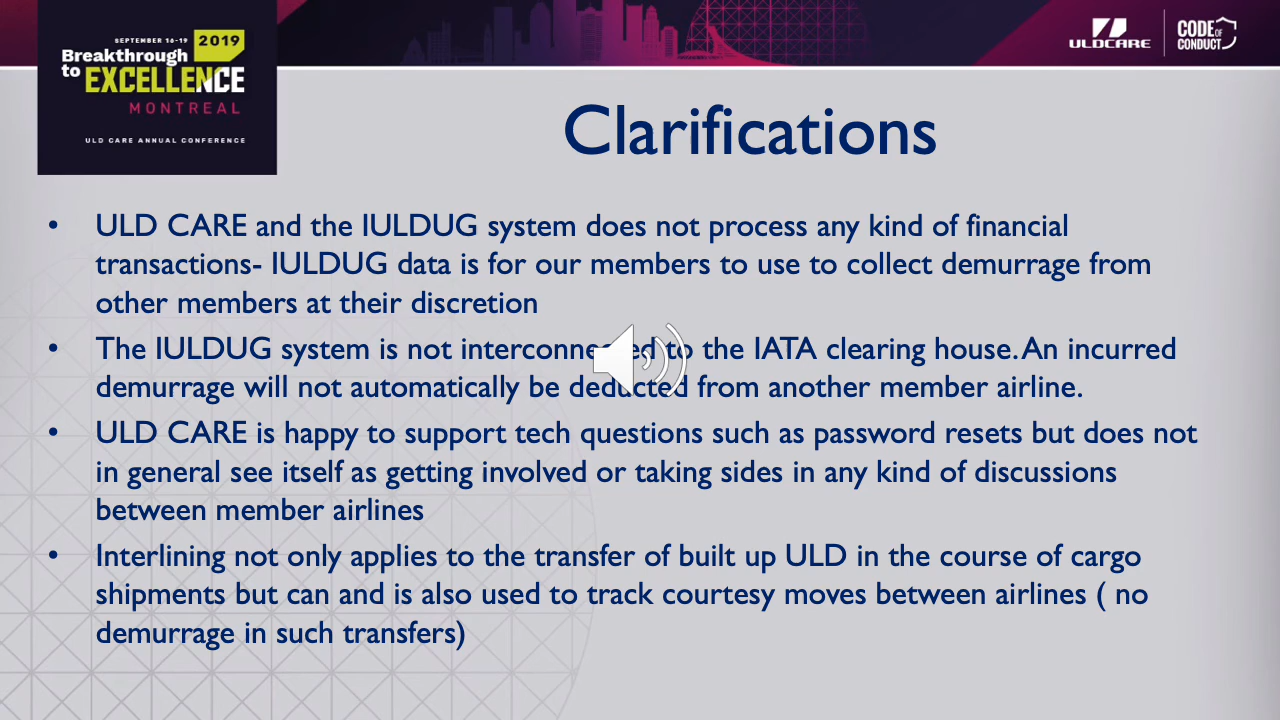 SEPTEMBER 16-19 2019
Breakthrough
to EXCELLENCE
MONTREAL
ULD CARE ANNUAL CONFERENCE
ULDCARE
CODE OF
CONDUCT
Clarifications
• ULD CARE and the IULDUG system does not process any kind of financial
transactions- IULDUG data is for our members to use to collect demurrage from
other members at their discretion
• The IULDUG system is not interconnected to the IATA clearing house. An incurred
demurrage will not automatically be deducted from another member airline.
• ULD CARE is happy to support tech questions such as password resets but does not
in general see itself as getting involved or taking sides in any kind of discussions
between member airlines
• Interlining not only applies to the transfer of built up ULD in the course of cargo
shipments but can and is also used to track courtesy moves between airlines ( no
demurrage in such transfers)